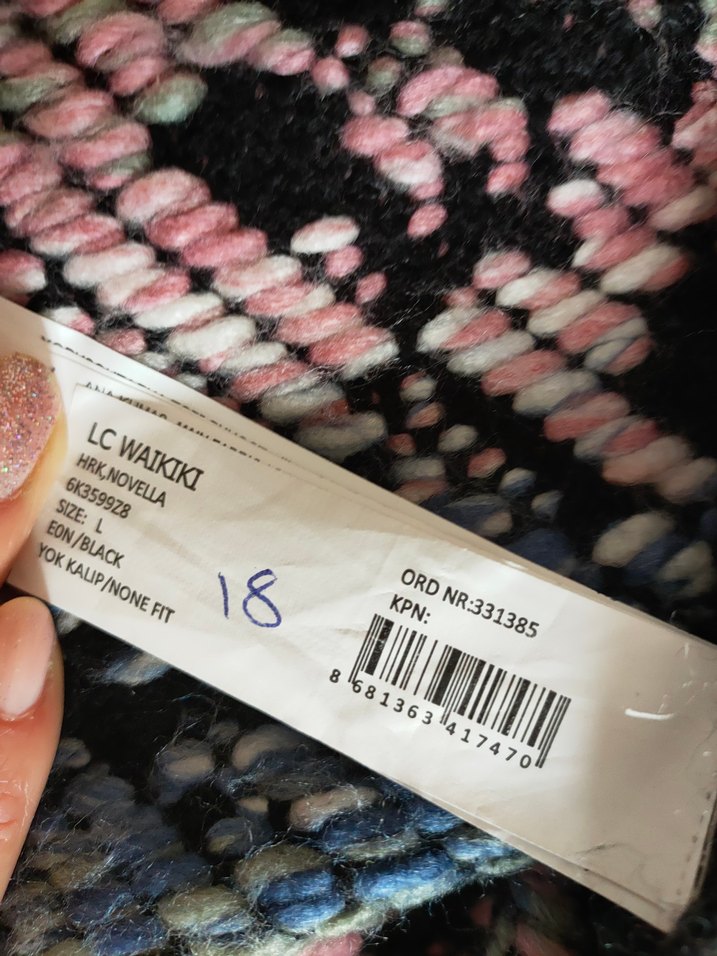 LC WAIKIKI
HRK,NOVELLA
6K3599Z8
SIZE: L
E0N/BLACK
YOK KALIP/NONE FIT
18
ORD NR:331385
KPN:
8 681363 417470